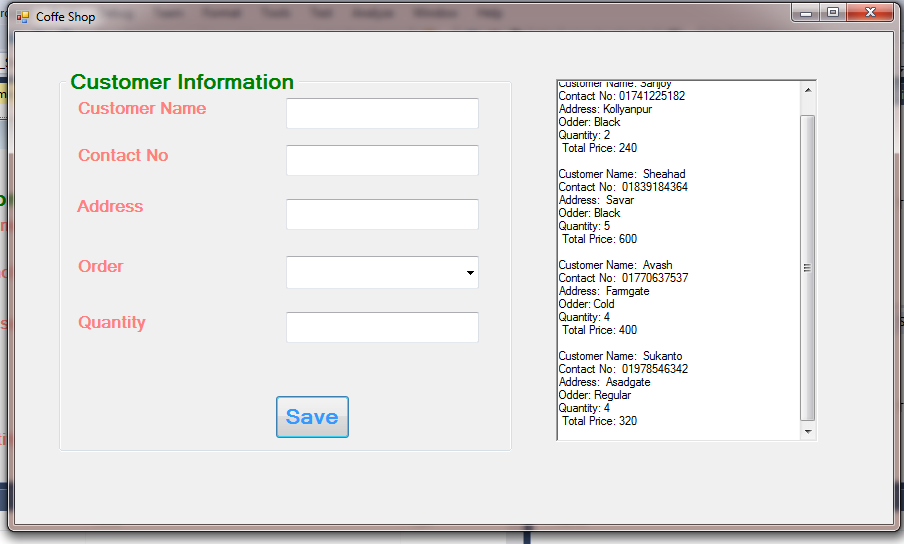 Coffe Shop
Customer Information
Customer Name
Contact No
Address
Order
Quantity
Save
Customer Name: Sanjoy
Contact No: 01741225182
Address: Kollyanpur
Odder: Black
Quantity: 2
Total Price: 240
Customer Name: Sheahad
Contact No: 01839184364
Address: Savar
Odder: Black
Quantity: 5
Total Price: 600
Customer Name: Avash
Contact No: 01770637537
Address: Farmgate
Odder: Cold
Quantity: 4
Total Price: 400
Customer Name: Sukanto
Contact No: 01978546342
Address: Asadgate
Odder: Regular
Quantity: 4
Total Price: 320